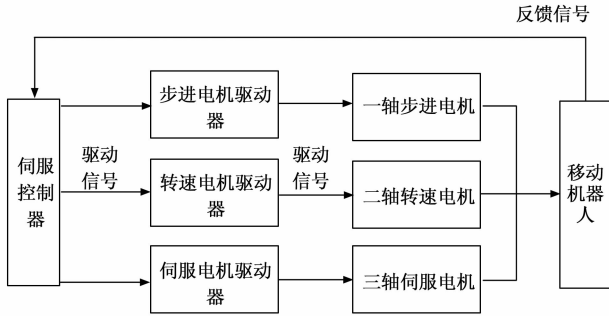 反馈信号
伺服
控制
器
驱动
信号
步进电机驱动
器
转速电机驱动
器
伺服电机驱动
器
驱动
信号
一轴步进电机
二轴转速电机
三轴伺服电机
移动
机器
人